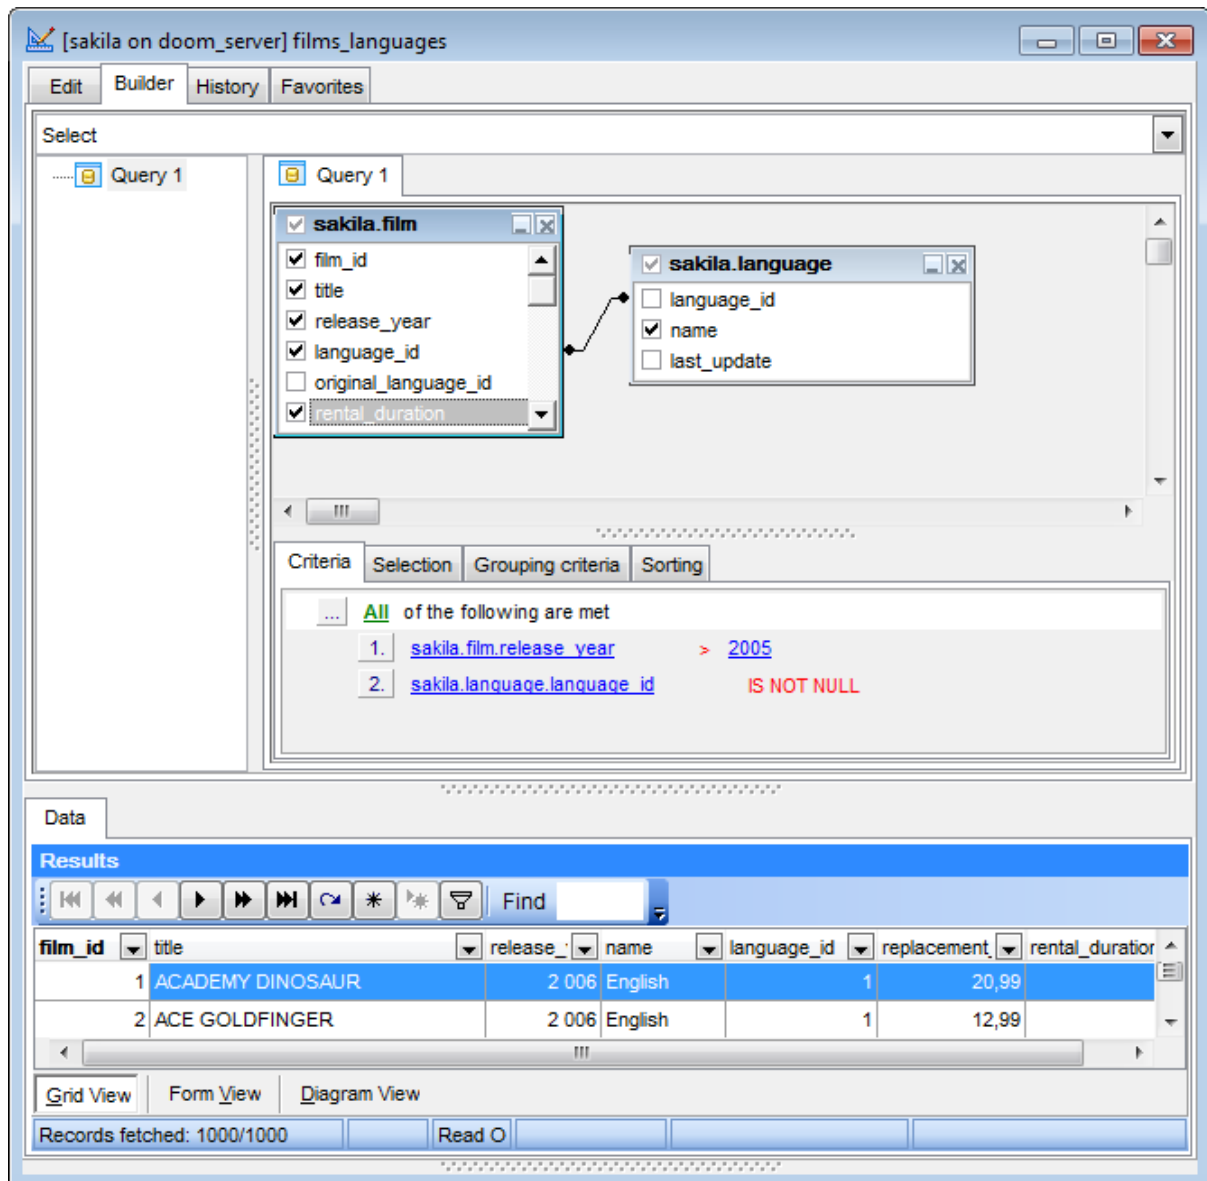 [sakila on doom_server] films_languages
Edit Builder History Favorites
Select
Query 1 Query 1
sakila.film
film_id
title
release_year
language_id
original_language_id
rental_duration
sakila.language
language_id
name
last_update
Criteria Selection Grouping criteria Sorting
... All of the following are met
1. sakila.film.release_year > 2005
2. sakila.language.language_id IS NOT NULL
Data
Results
Find
film_id title release_ name language_id replacement_ rental_duration
1 ACADEMY DINOSAUR 2 006 English 1 20,99
2 ACE GOLDFINGER 2 006 English 1 12,99
Grid View Form View Diagram View
Records fetched: 1000/1000 Read O